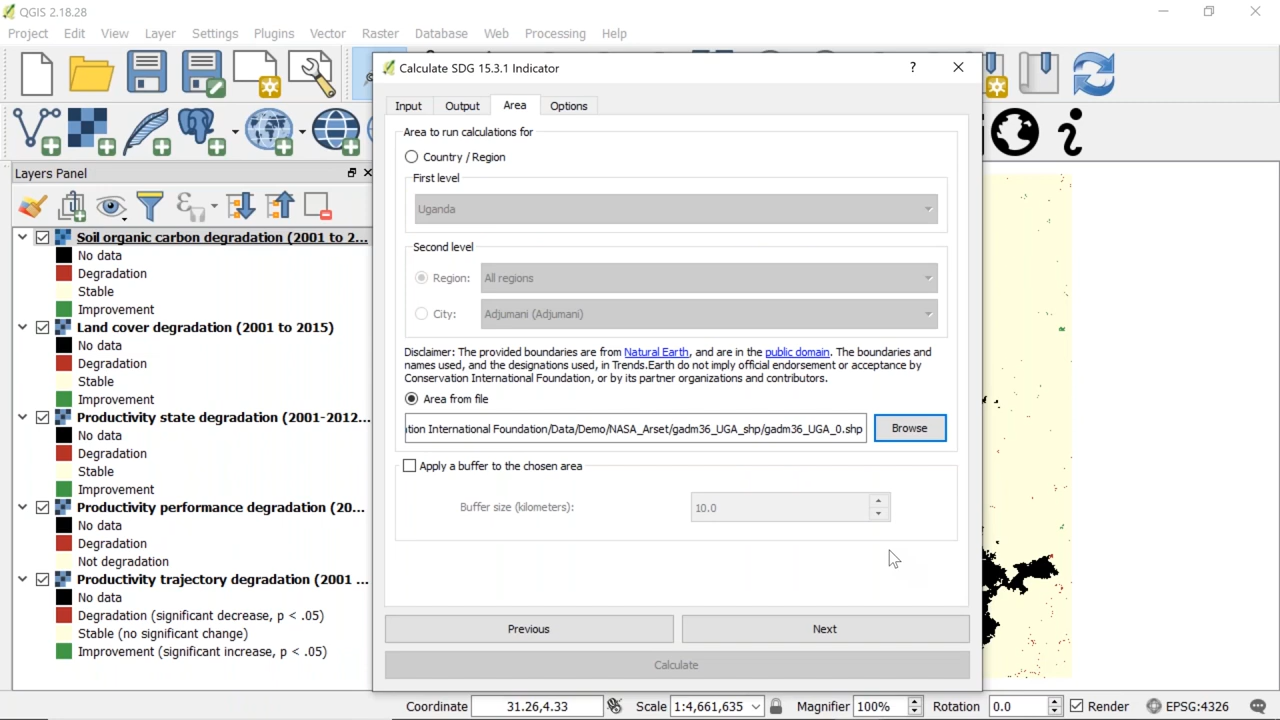 QGIS 2.18.28
Project Edit View Layer Settings Plugins Vector Raster Database Web Processing Help
Calculate SDG 15.3.1 Indicator
?
Input Output Area Options
Area to run calculations for
Country / Region
First level
Uganda
Second level
Region: All regions
City: Adjumani (Adjumani)
Disclaimer: The provided boundaries are from Natural Earth, and are in the public domain. The boundaries and
names used, and the designations used, in Trends.Earth do not imply official endorsement or acceptance by
Conservation International Foundation, or by its partner organizations and contributors.
Area from file
tion International Foundation/Data/Demo/NASA_Arset/gadm36_UGA_shp/gadm36_UGA_0.shp Browse
Apply a buffer to the chosen area
Buffer size (kilometers): 10.0
Previous Next
Calculate
Layers Panel
Soil organic carbon degradation (2001 to 2...
No data
Degradation
Stable
Improvement
Land cover degradation (2001 to 2015)
No data
Degradation
Stable
Improvement
Productivity state degradation (2001-2012...
No data
Degradation
Stable
Improvement
Productivity performance degradation (20...
No data
Degradation
Not degradation
Productivity trajectory degradation (2001 ...
No data
Degradation (significant decrease, p < .05)
Stable (no significant change)
Improvement (significant increase, p < .05)
Coordinate 31.26,4.33 Scale 1:4,661,635 Magnifier 100% Rotation 0.0 Render EPSG:4326